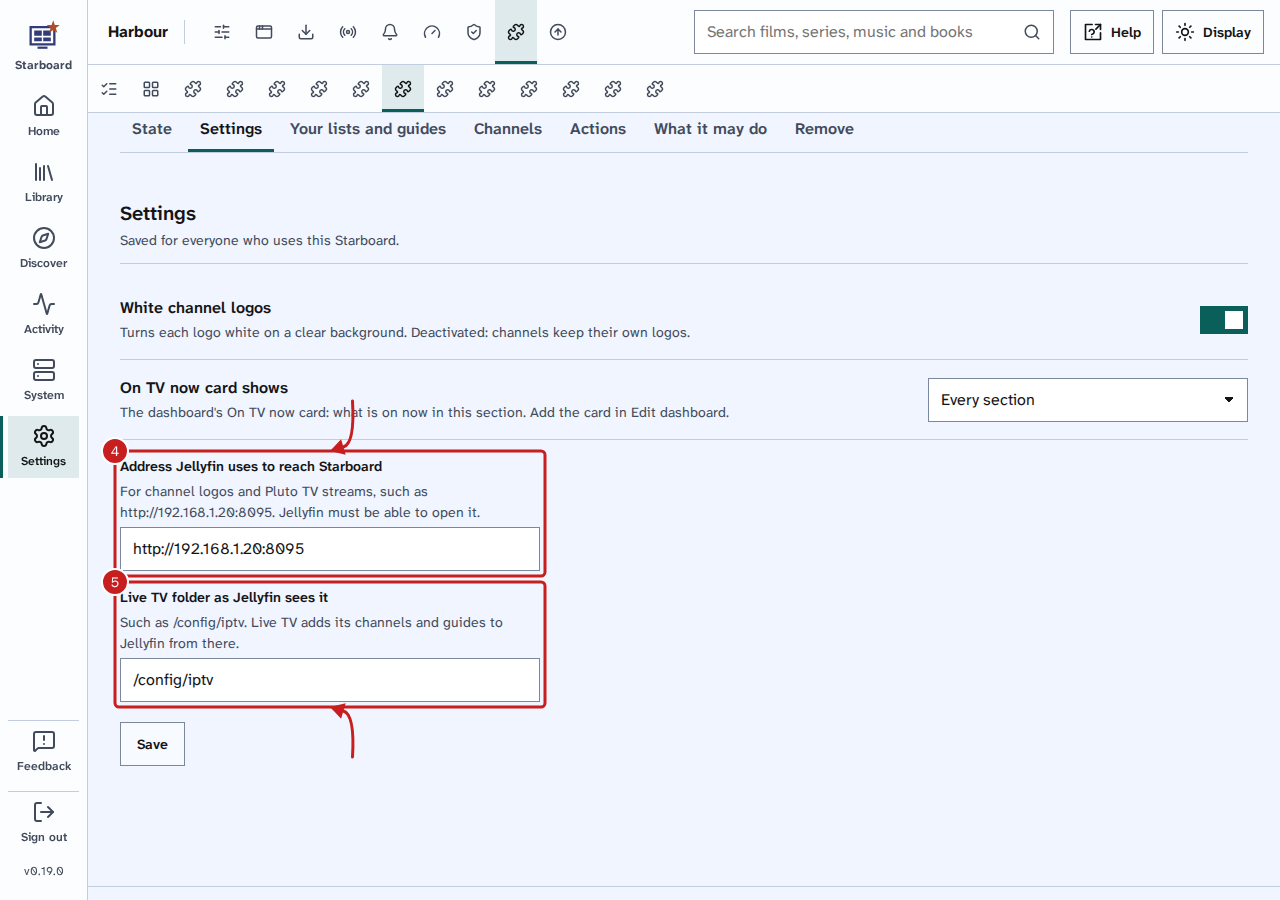 Starboard
Home
Library
Discover
Activity
System
Settings
Feedback
Sign out
v0.19.0
Harbour
Search films, series, music and books
Help
Display
State
Settings
Your lists and guides
Channels
Actions
What it may do
Remove
Settings
Saved for everyone who uses this Starboard.
White channel logos
Turns each logo white on a clear background. Deactivated: channels keep their own logos.
On TV now card shows
The dashboard's On TV now card: what is on now in this section. Add the card in Edit dashboard.
Every section
4
Address Jellyfin uses to reach Starboard
For channel logos and Pluto TV streams, such as
http://192.168.1.20:8095. Jellyfin must be able to open it.
http://192.168.1.20:8095
5
Live TV folder as Jellyfin sees it
Such as /config/iptv. Live TV adds its channels and guides to
Jellyfin from there.
/config/iptv
Save